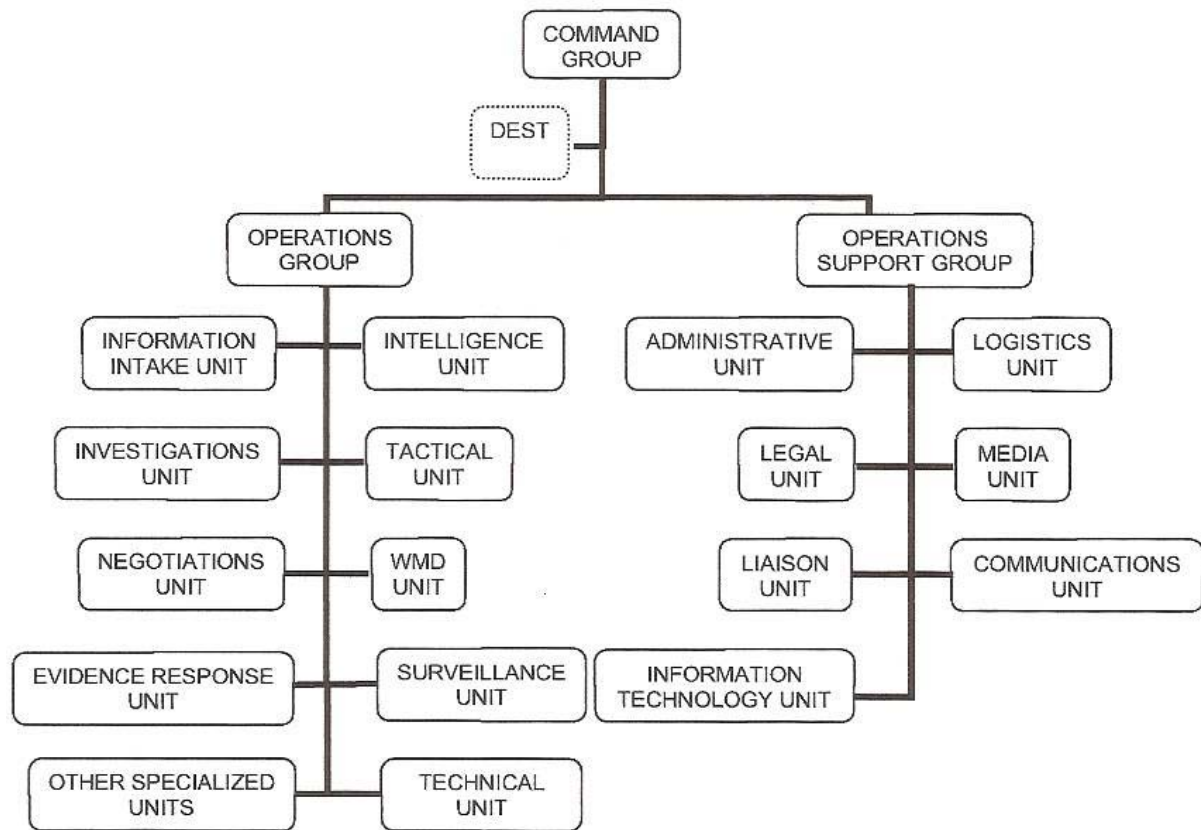 COMMAND
GROUP
DEST
OPERATIONS
GROUP
OPERATIONS
SUPPORT GROUP
INFORMATION
INTAKE UNIT
INTELLIGENCE
UNIT
ADMINISTRATIVE
UNIT
LOGISTICS
UNIT
INVESTIGATIONS
UNIT
TACTICAL
UNIT
LEGAL
UNIT
MEDIA
UNIT
NEGOTIATIONS
UNIT
WMD
UNIT
LIAISON
UNIT
COMMUNICATIONS
UNIT
EVIDENCE RESPONSE
UNIT
SURVEILLANCE
UNIT
INFORMATION
TECHNOLOGY UNIT
OTHER SPECIALIZED
UNITS
TECHNICAL
UNIT